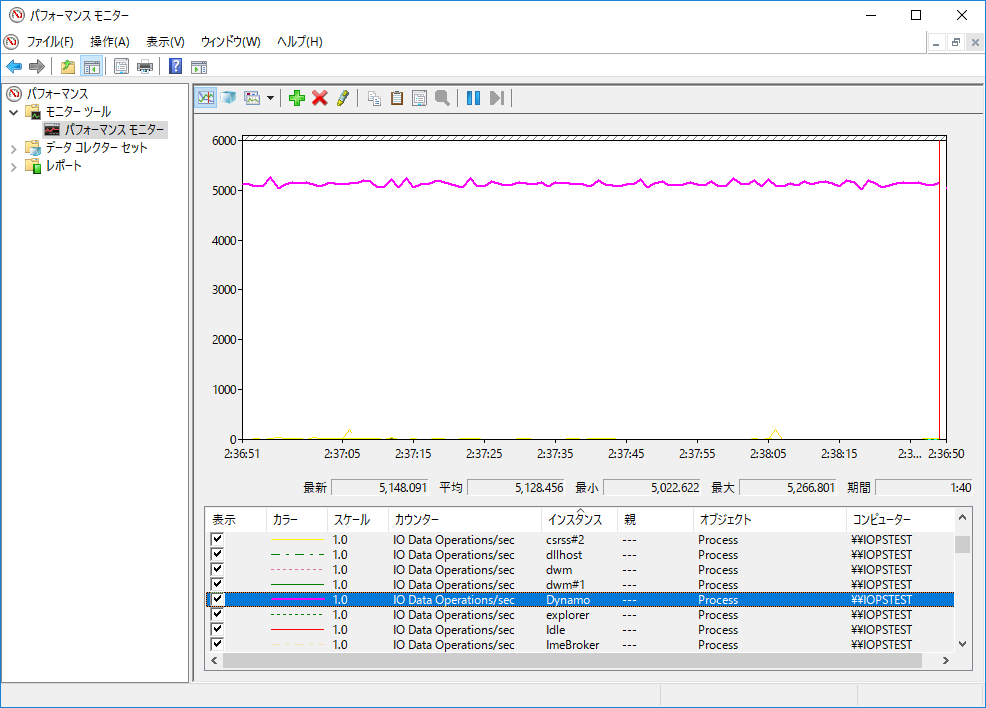 パフォーマンス モニター
ファイル(F) 操作(A) 表示(V) ウィンドウ(W) ヘルプ(H)
パフォーマンス
モニター ツール
パフォーマンス モニター
データ コレクター セット
レポート
6000
5000
4000
3000
2000
1000
0
2:36:51 2:37:05 2:37:15 2:37:25 2:37:35 2:37:45 2:37:55 2:38:05 2:38:15 2:3... 2:36:50
最新 5,148.091 平均 5,128.456 最小 5,022.622 最大 5,266.801 期間 1:40
表示 カラー スケール カウンター インスタンス 親 オブジェクト コンピューター
1.0 IO Data Operations/sec csrss#2 --- Process ¥¥IOPSTEST
1.0 IO Data Operations/sec dllhost --- Process ¥¥IOPSTEST
1.0 IO Data Operations/sec dwm --- Process ¥¥IOPSTEST
1.0 IO Data Operations/sec dwm#1 --- Process ¥¥IOPSTEST
1.0 IO Data Operations/sec Dynamo --- Process ¥¥IOPSTEST
1.0 IO Data Operations/sec explorer --- Process ¥¥IOPSTEST
1.0 IO Data Operations/sec Idle --- Process ¥¥IOPSTEST
1.0 IO Data Operations/sec ImeBroker --- Process ¥¥IOPSTEST